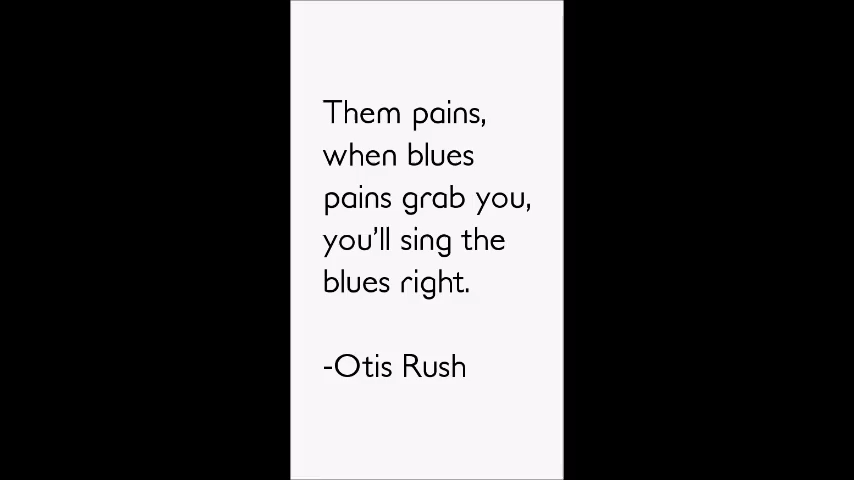 Them pains,
when blues
pains grab you,
you'll sing the
blues right.
-Otis Rush